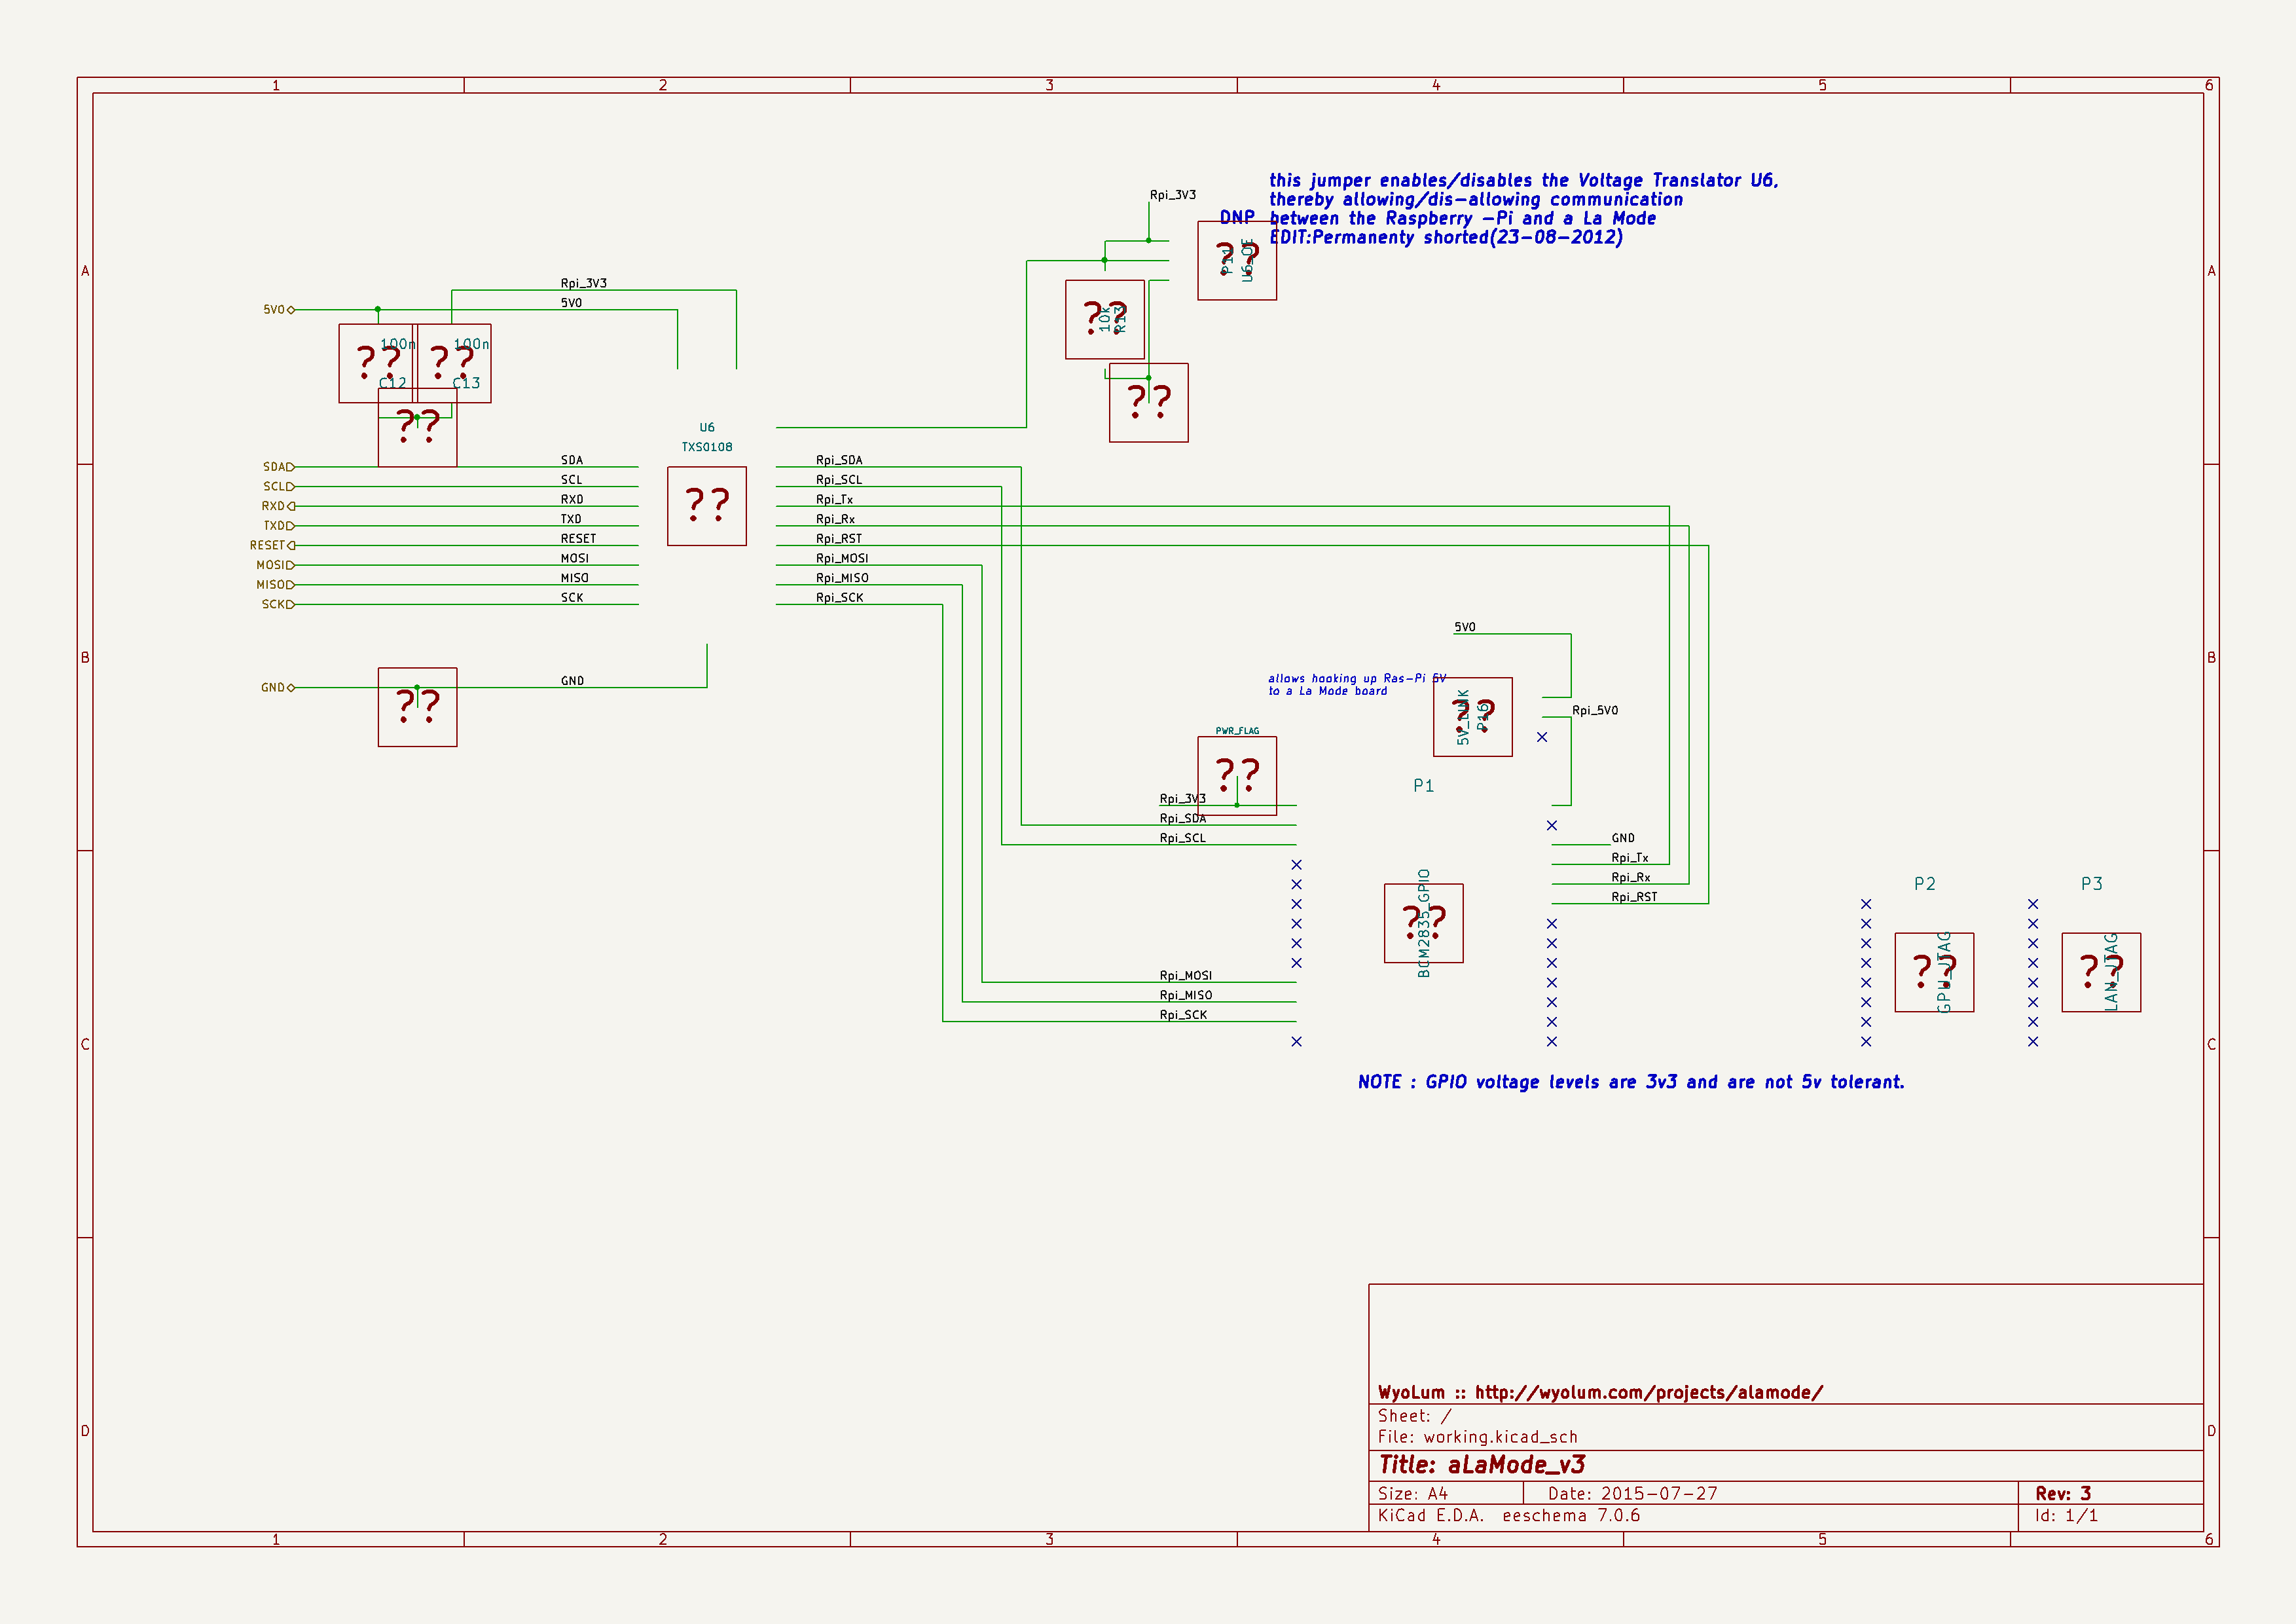 1 2 3 4 5 6
A
A
this jumper enables/disables the Voltage Translator U6,
thereby allowing/dis-allowing communication
between the Raspberry -Pi and a La Mode
EDIT:Permanenty shorted(23-08-2012)
DNP
Rpi_3V3
??
P11
U6_OE
Rpi_3V3
5V0
5V0
??
10k
R13
??
100n
100n
??
??
C12
C13
??
U6
TXS0108
??
SDA
SDA
Rpi_SDA
SCL
SCL
Rpi_SCL
RXD
RXD
Rpi_Tx
TXD
TXD
Rpi_Rx
RESET
RESET
Rpi_RST
MOSI
MOSI
Rpi_MOSI
MISO
MISO
Rpi_MISO
SCK
SCK
Rpi_SCK
B
B
GND
GND
??
5V0
allows hooking up Ras-Pi 5V
to a La Mode board
??
5V_LINK
P16
Rpi_5V0
PWR_FLAG
??
P1
Rpi_3V3
Rpi_SDA
Rpi_SCL
GND
Rpi_Tx
Rpi_Rx
Rpi_RST
??
BCM2835_GPIO
P2
P3
??
GPU_JTAG
??
LAN_JTAG
Rpi_MOSI
Rpi_MISO
Rpi_SCK
C
C
NOTE : GPIO voltage levels are 3v3 and are not 5v tolerant.
D
D
WyoLum :: http://wyolum.com/projects/alamode/
Sheet: /
File: working.kicad_sch
Title: aLaMode_v3
Size: A4
Date: 2015-07-27
Rev: 3
KiCad E.D.A. eeschema 7.0.6
Id: 1/1
1 2 3 4 5 6